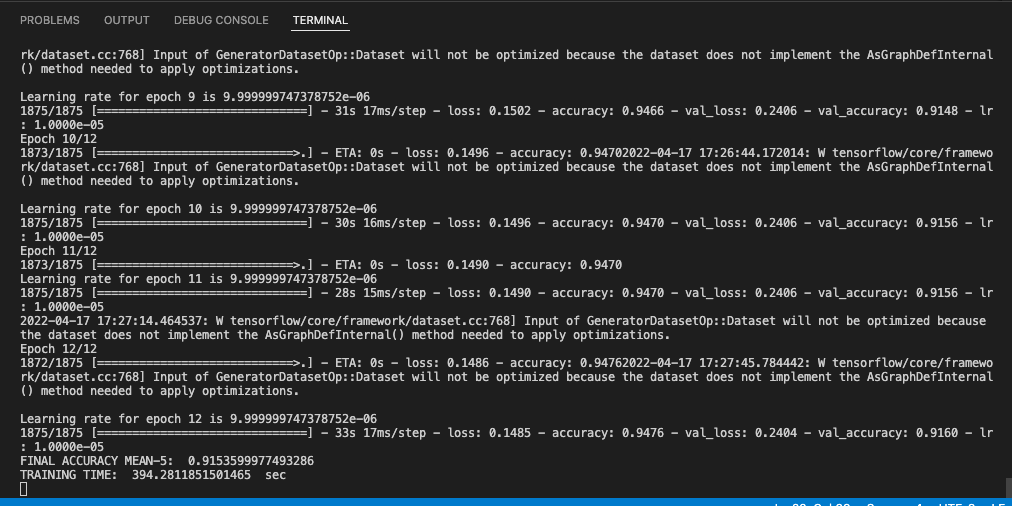 PROBLEMS OUTPUT DEBUG CONSOLE TERMINAL
rk/dataset.cc:768] Input of GeneratorDatasetOp::Dataset will not be optimized because the dataset does not implement the AsGraphDefInternal
() method needed to apply optimizations.
Learning rate for epoch 9 is 9.999999747378752e-06
1875/1875 [==============================] - 31s 17ms/step - loss: 0.1502 - accuracy: 0.9466 - val_loss: 0.2406 - val_accuracy: 0.9148 - lr
: 1.0000e-05
Epoch 10/12
1873/1875 [============================>.] - ETA: 0s - loss: 0.1496 - accuracy: 0.94702022-04-17 17:26:44.172014: W tensorflow/core/framewo
rk/dataset.cc:768] Input of GeneratorDatasetOp::Dataset will not be optimized because the dataset does not implement the AsGraphDefInternal
() method needed to apply optimizations.
Learning rate for epoch 10 is 9.999999747378752e-06
1875/1875 [==============================] - 30s 16ms/step - loss: 0.1496 - accuracy: 0.9470 - val_loss: 0.2406 - val_accuracy: 0.9156 - lr
: 1.0000e-05
Epoch 11/12
1873/1875 [============================>.] - ETA: 0s - loss: 0.1490 - accuracy: 0.9470
Learning rate for epoch 11 is 9.999999747378752e-06
1875/1875 [==============================] - 28s 15ms/step - loss: 0.1490 - accuracy: 0.9470 - val_loss: 0.2406 - val_accuracy: 0.9156 - lr
: 1.0000e-05
2022-04-17 17:27:14.464537: W tensorflow/core/framework/dataset.cc:768] Input of GeneratorDatasetOp::Dataset will not be optimized because
the dataset does not implement the AsGraphDefInternal() method needed to apply optimizations.
Epoch 12/12
1872/1875 [============================>.] - ETA: 0s - loss: 0.1486 - accuracy: 0.94762022-04-17 17:27:45.784442: W tensorflow/core/framewo
rk/dataset.cc:768] Input of GeneratorDatasetOp::Dataset will not be optimized because the dataset does not implement the AsGraphDefInternal
() method needed to apply optimizations.
Learning rate for epoch 12 is 9.999999747378752e-06
1875/1875 [==============================] - 33s 17ms/step - loss: 0.1485 - accuracy: 0.9476 - val_loss: 0.2404 - val_accuracy: 0.9160 - lr
: 1.0000e-05
FINAL ACCURACY MEAN-5:  0.9153599977493286
TRAINING TIME:  394.2811851501465  sec